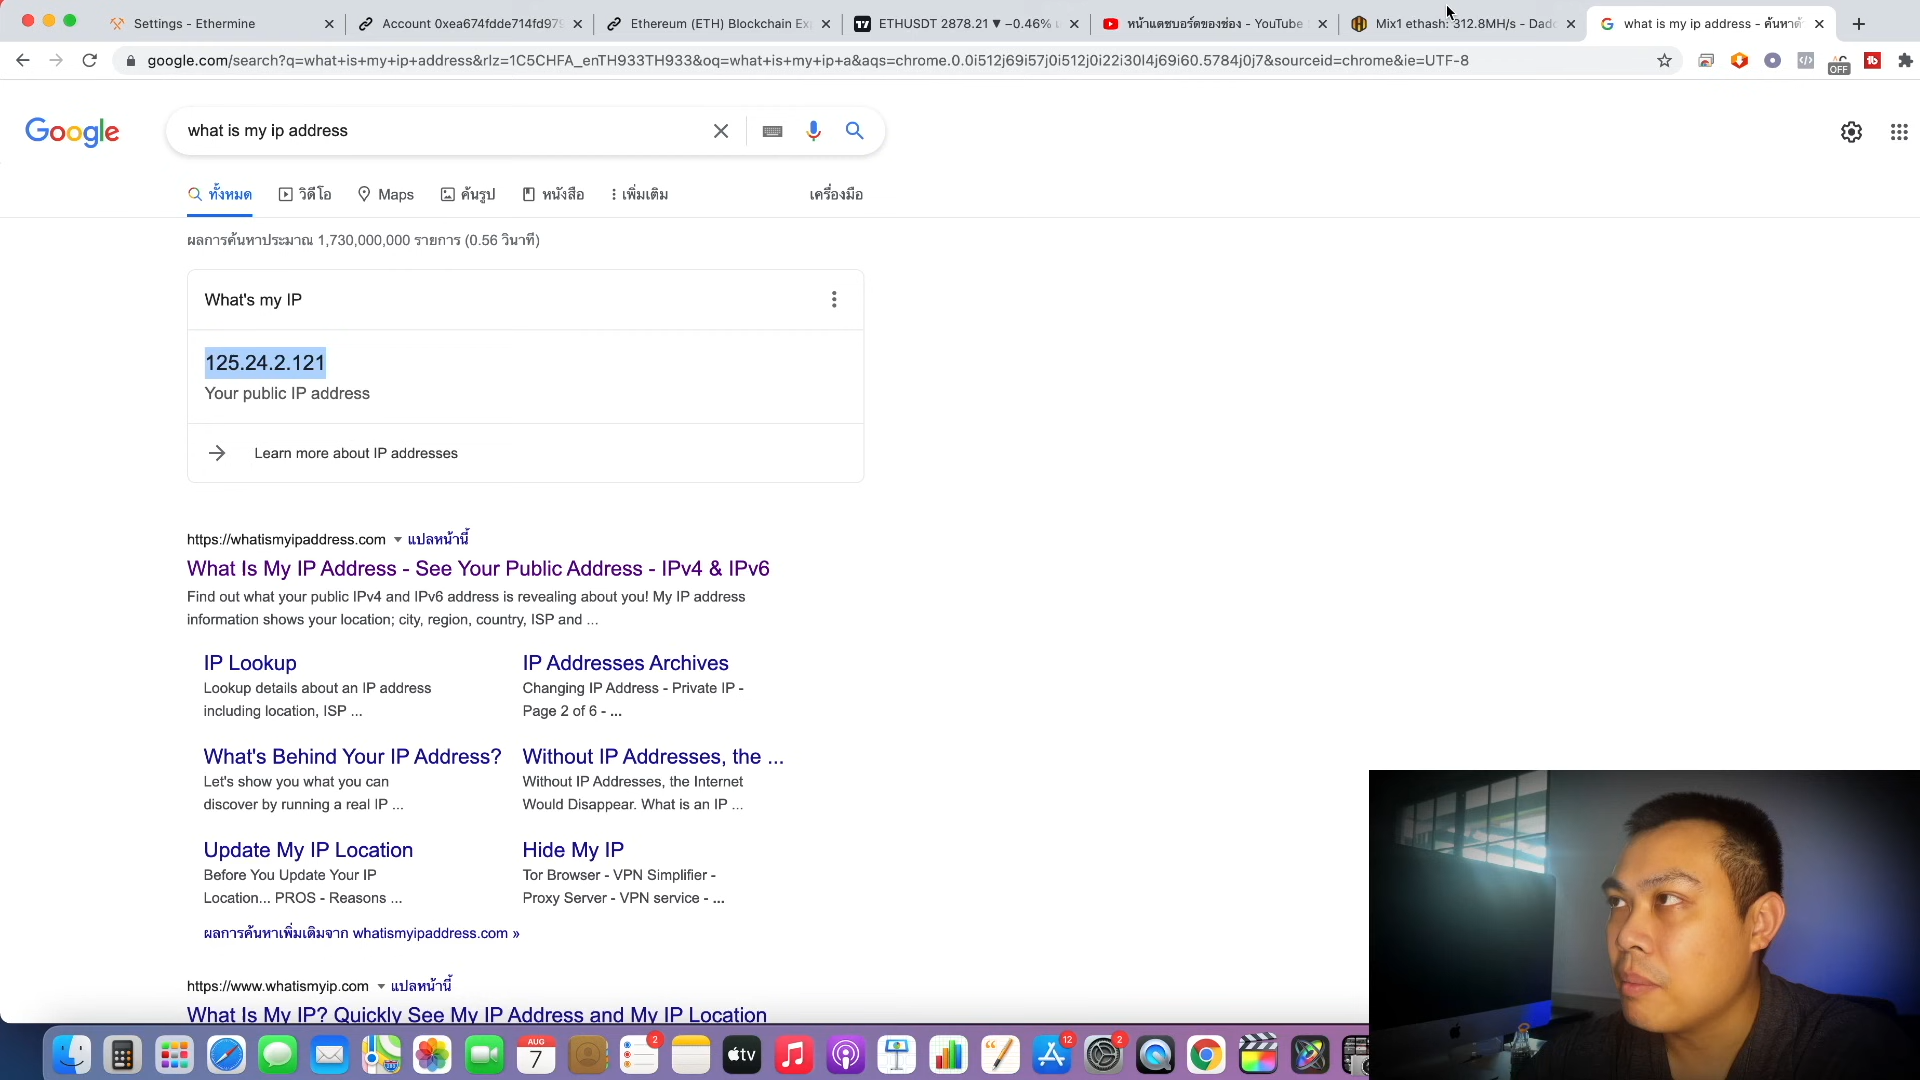 Settings - Ethermine
Account 0xea674fdde714fd979
Ethereum (ETH) Blockchain Ex
ETHUSDT 2878.21 ▼ −0.46%
หน้าแดชบอร์ดของช่อง - YouTube
Mix1 ethash: 312.8MH/s - Dad
what is my ip address - ค้นหาด้
google.com/search?q=what+is+my+ip+address&rlz=1C5CHFA_enTH933TH933&oq=what+is+my+ip+a&aqs=chrome.0.0i512j69i57j0i512j0i22i30l4j69i60.5784j0j7&sourceid=chrome&ie=UTF-8
OFF
Google
what is my ip address
ทั้งหมด
วิดีโอ
Maps
ค้นรูป
หนังสือ
เพิ่มเติม
เครื่องมือ
ผลการค้นหาประมาณ 1,730,000,000 รายการ (0.56 วินาที)
What's my IP
125.24.2.121
Your public IP address
Learn more about IP addresses
https://whatismyipaddress.com ▼ แปลหน้านี้
What Is My IP Address - See Your Public Address - IPv4 & IPv6
Find out what your public IPv4 and IPv6 address is revealing about you! My IP address
information shows your location; city, region, country, ISP and ...
IP Lookup
Lookup details about an IP address
including location, ISP ...
IP Addresses Archives
Changing IP Address - Private IP -
Page 2 of 6 - ...
What's Behind Your IP Address?
Let's show you what you can
discover by running a real IP ...
Without IP Addresses, the ...
Without IP Addresses, the Internet
Would Disappear. What is an IP ...
Update My IP Location
Before You Update Your IP
Location... PROS - Reasons ...
Hide My IP
Tor Browser - VPN Simplifier -
Proxy Server - VPN service - ...
ผลการค้นหาเพิ่มเติมจาก whatismyipaddress.com »
https://www.whatismyip.com ▼ แปลหน้านี้
What Is My IP? Quickly See My IP Address and My IP Location
AUG
7
2
tv
12
2